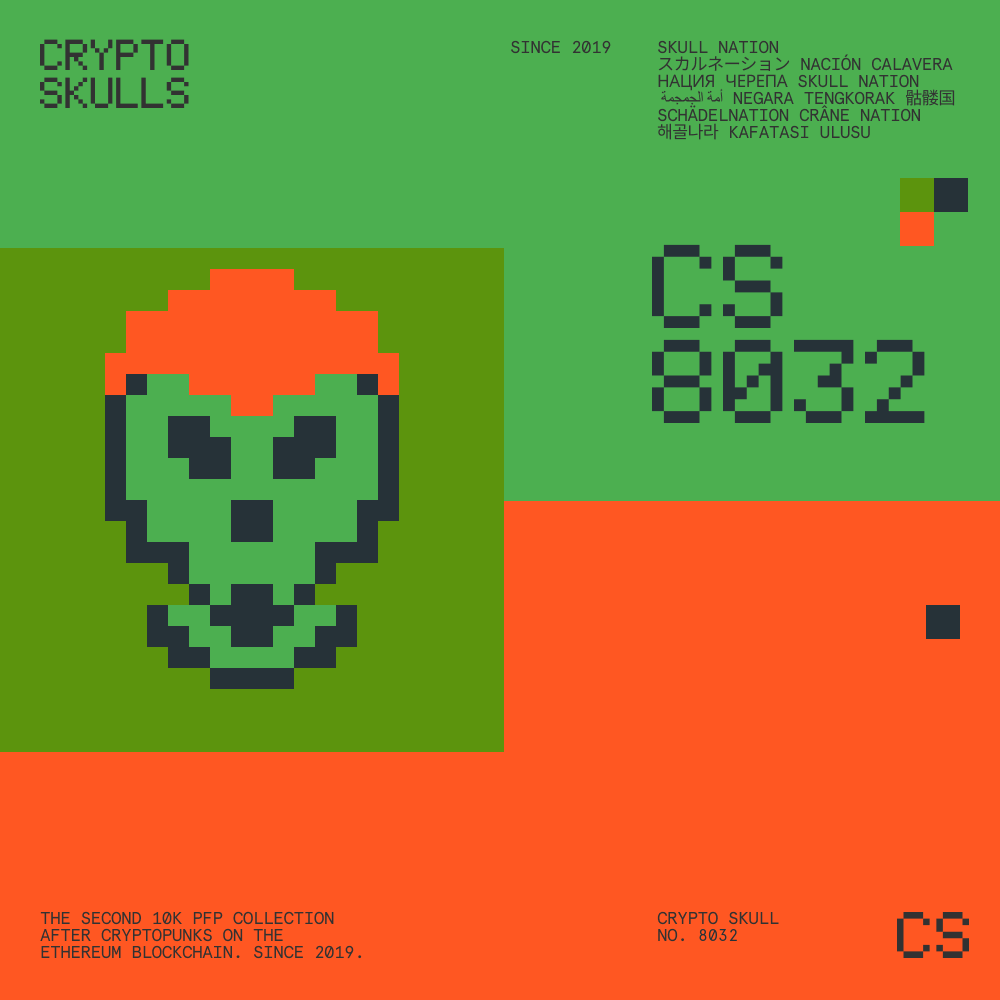 CRYPTO
SKULLS
SINCE 2019
SKULL NATION
スカルネーション NACIÓN CALAVERA
НАЦИЯ ЧЕРЕПА SKULL NATION
أمة الجمجمة NEGARA TENGKORAK 骷髅国
SCHÄDELNATION CRÂNE NATION
해골나라 KAFATASI ULUSU
CS
8032
THE SECOND 10K PFP COLLECTION
AFTER CRYPTOPUNKS ON THE
ETHEREUM BLOCKCHAIN. SINCE 2019.
CRYPTO SKULL
NO. 8032
CS